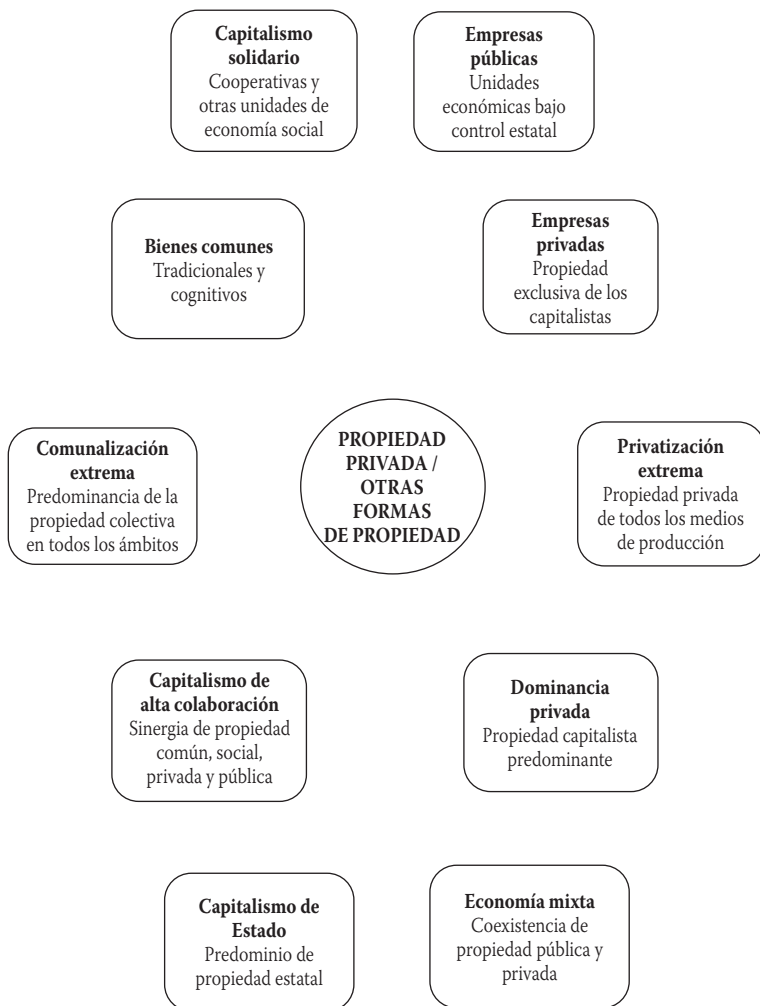 Capitalismo
solidario
Cooperativas y
otras unidades de
economía social
Empresas
públicas
Unidades
económicas bajo
control estatal
Bienes comunes
Tradicionales y
cognitivos
Empresas
privadas
Propiedad
exclusiva de los
capitalistas
Comunalización
extrema
Predominancia de la
propiedad colectiva
en todos los ámbitos
PROPIEDAD
PRIVADA /
OTRAS
FORMAS
DE PROPIEDAD
Privatización
extrema
Propiedad privada
de todos los medios
de producción
Capitalismo de
alta colaboración
Sinergia de propiedad
común, social,
privada y pública
Dominancia
privada
Propiedad capitalista
predominante
Capitalismo de
Estado
Predominio de
propiedad estatal
Economía mixta
Coexistencia de
propiedad pública y
privada